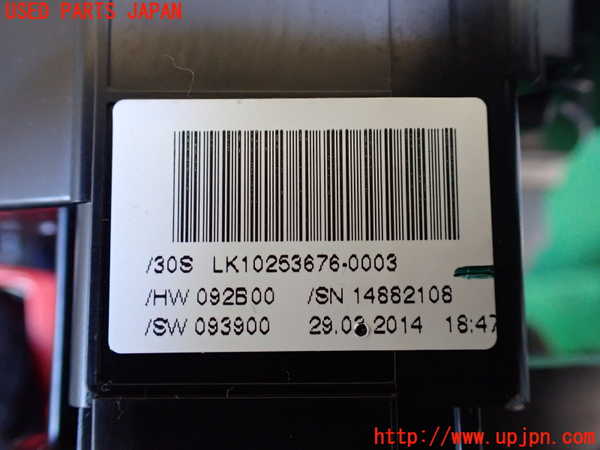 USED PARTS JAPAN
/30S LK10253676-0003
/HW 092B00 /SN 14882108
/SW 093900 29.03.2014 18:47
http://www.upjpn.com/